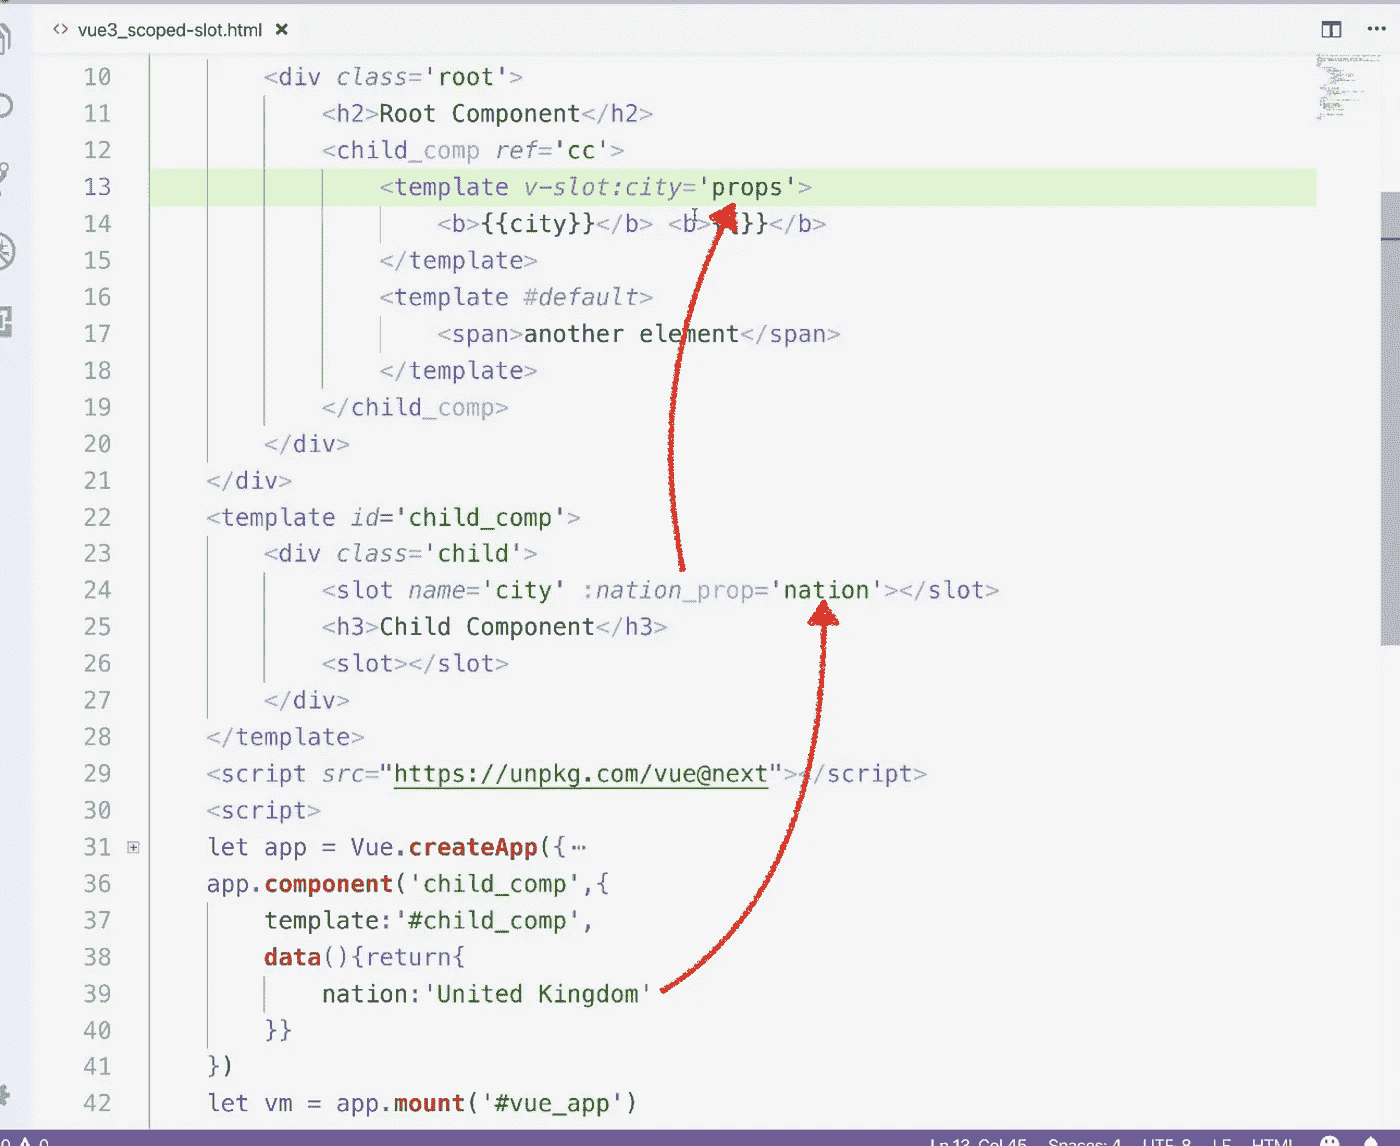 <> vue3_scoped-slot.html ×
10 <div class='root'>
11 <h2>Root Component</h2>
12 <child_comp ref='cc'>
13 <template v-slot:city='props'>
14 <b>{{city}}</b> <b>{{}}</b>
15 </template>
16 <template #default>
17 <span>another element</span>
18 </template>
19 </child_comp>
20 </div>
21 </div>
22 <template id='child_comp'>
23 <div class='child'>
24 <slot name='city' :nation_prop='nation'></slot>
25 <h3>Child Component</h3>
26 <slot></slot>
27 </div>
28 </template>
29 <script src="https://unpkg.com/vue@next"></script>
30 <script>
31 let app = Vue.createApp({⋯
36 app.component('child_comp',{
37 template:'#child_comp',
38 data(){return{
39 nation:'United Kingdom'
40 }}
41 })
42 let vm = app.mount('#vue_app')
0 0 Ln 13, Col 45 Spaces: 4 UTF-8 LF HTML